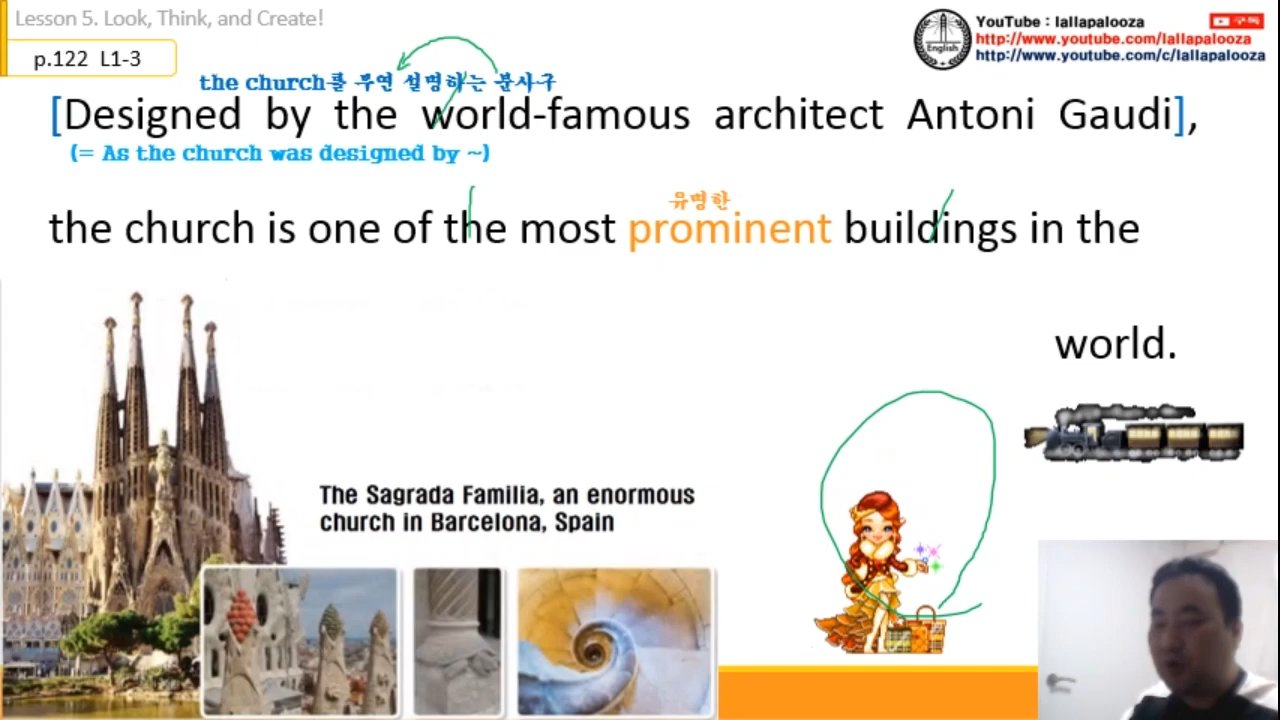 Lesson 5. Look, Think, and Create!
p.122 L1-3
YouTube : lallapalooza
구독
http://www.youtube.com/lallapalooza
http://www.youtube.com/c/lallapalooza
English
the church를 부연 설명하는 분사구
[Designed by the world-famous architect Antoni Gaudi],
(= As the church was designed by ~)
유명한
the church is one of the most prominent buildings in the
world.
The Sagrada Familia, an enormous
church in Barcelona, Spain